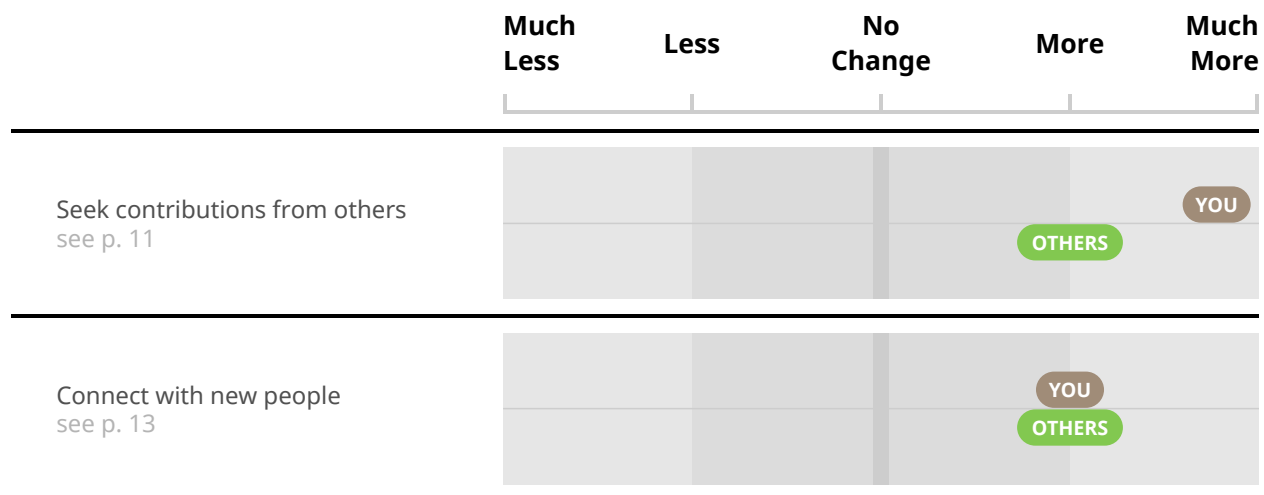 Much Less
Less
No Change
More
Much More
Seek contributions from others
see p. 11
YOU
OTHERS
Connect with new people
see p. 13
YOU
OTHERS